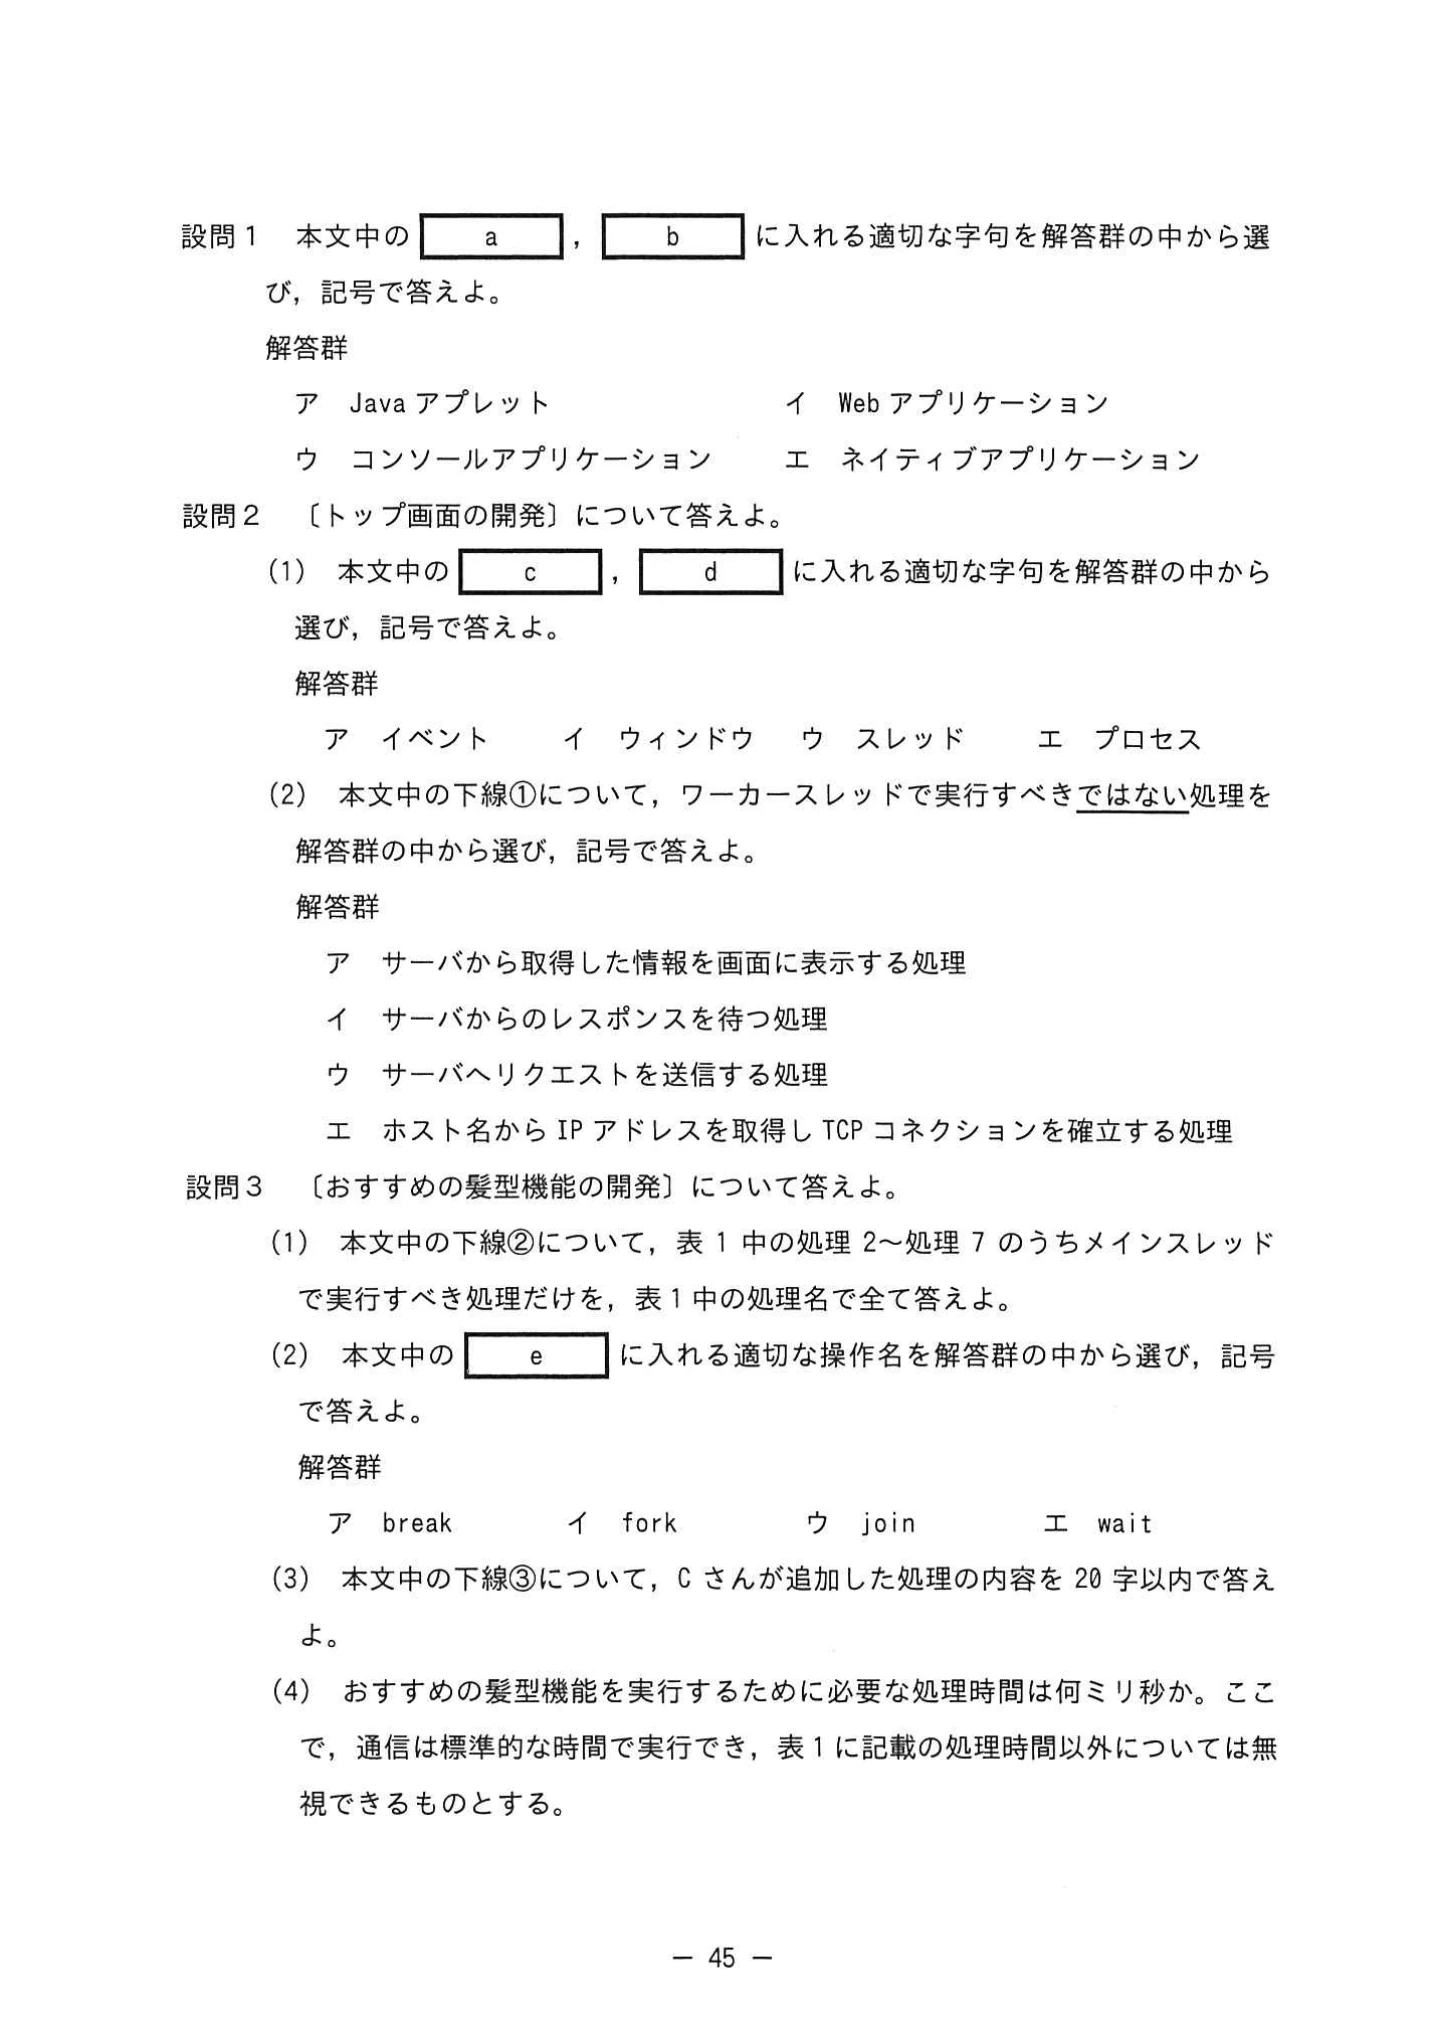 設問1 本文中の a , b に入れる適切な字句を解答群の中から選
び，記号で答えよ。
解答群
ア Java アプレット イ Web アプリケーション
ウ コンソールアプリケーション エ ネイティブアプリケーション
設問2 〔トップ画面の開発〕について答えよ。
(1) 本文中の c , d に入れる適切な字句を解答群の中から
選び，記号で答えよ。
解答群
ア イベント イ ウィンドウ ウ スレッド エ プロセス
(2) 本文中の下線①について，ワーカースレッドで実行すべきではない処理を
解答群の中から選び，記号で答えよ。
解答群
ア サーバから取得した情報を画面に表示する処理
イ サーバからのレスポンスを待つ処理
ウ サーバへリクエストを送信する処理
エ ホスト名から IP アドレスを取得し TCP コネクションを確立する処理
設問3 〔おすすめの髪型機能の開発〕について答えよ。
(1) 本文中の下線②について，表 1 中の処理 2～処理 7 のうちメインスレッド
で実行すべき処理だけを，表 1 中の処理名で全て答えよ。
(2) 本文中の e に入れる適切な操作名を解答群の中から選び，記号
で答えよ。
解答群
ア break イ fork ウ join エ wait
(3) 本文中の下線③について，C さんが追加した処理の内容を 20 字以内で答え
よ。
(4) おすすめの髪型機能を実行するために必要な処理時間は何ミリ秒か。ここ
で，通信は標準的な時間で実行でき，表 1 に記載の処理時間以外については無
視できるものとする。
― 45 ―